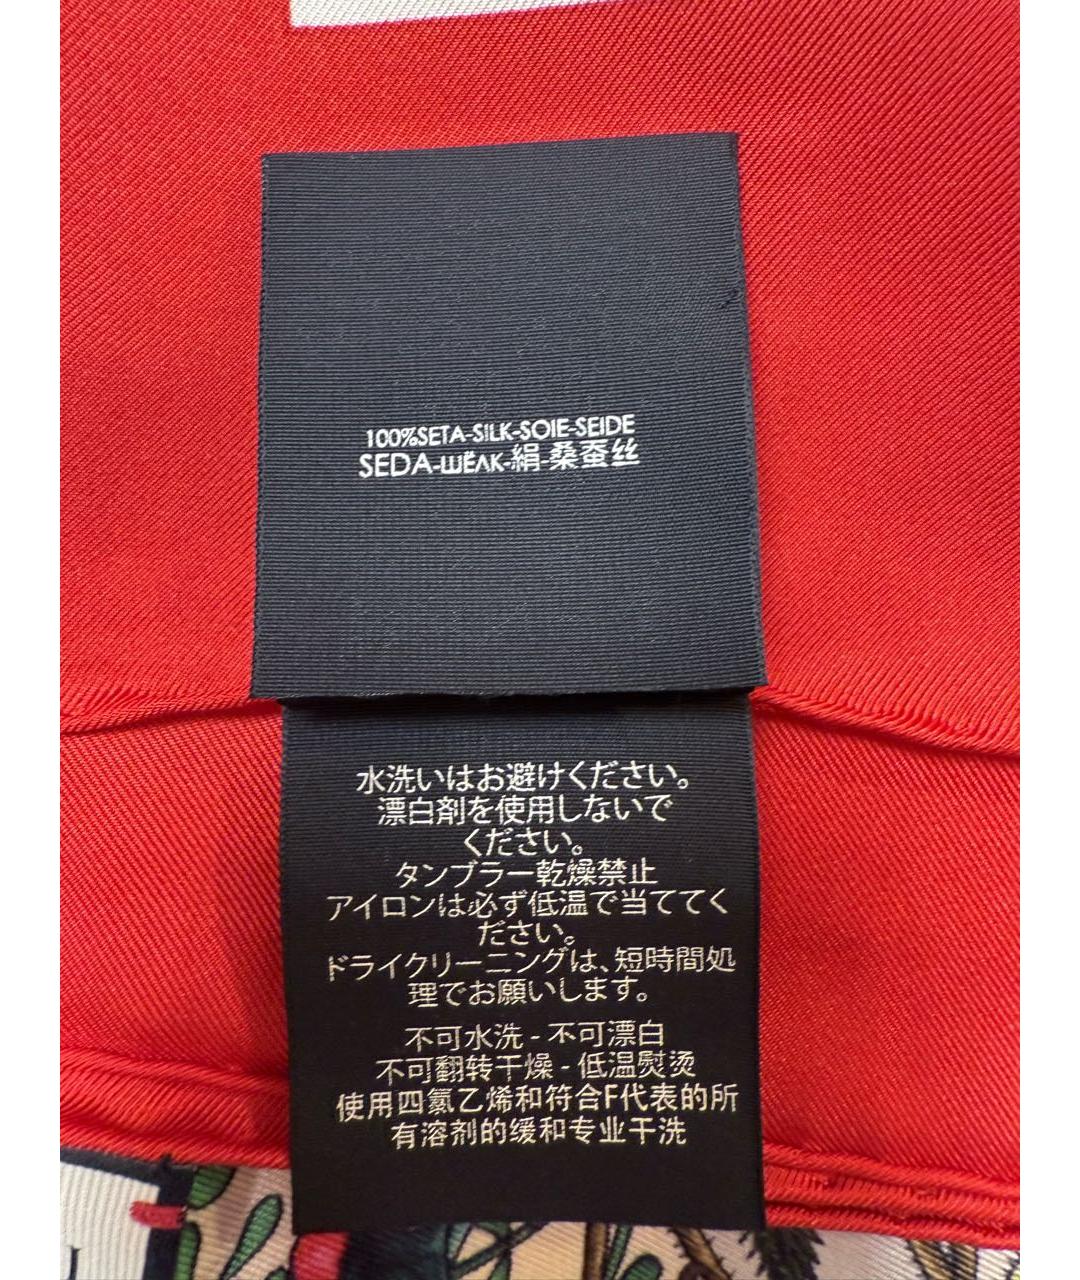 100%SETA-SILK-SOIE-SEIDE
SEDA-ШЁЛК-絹-桑蚕丝
水洗いはお避けください。
漂白剤を使用しないで
ください。
タンブラー乾燥禁止
アイロンは必ず低温で当ててく
ださい。
ドライクリーニングは、短時間処
理でお願いします。
不可水洗 - 不可漂白
不可翻转干燥 - 低温熨烫
使用四氯乙烯和符合F代表的所
有溶剂的缓和专业干洗